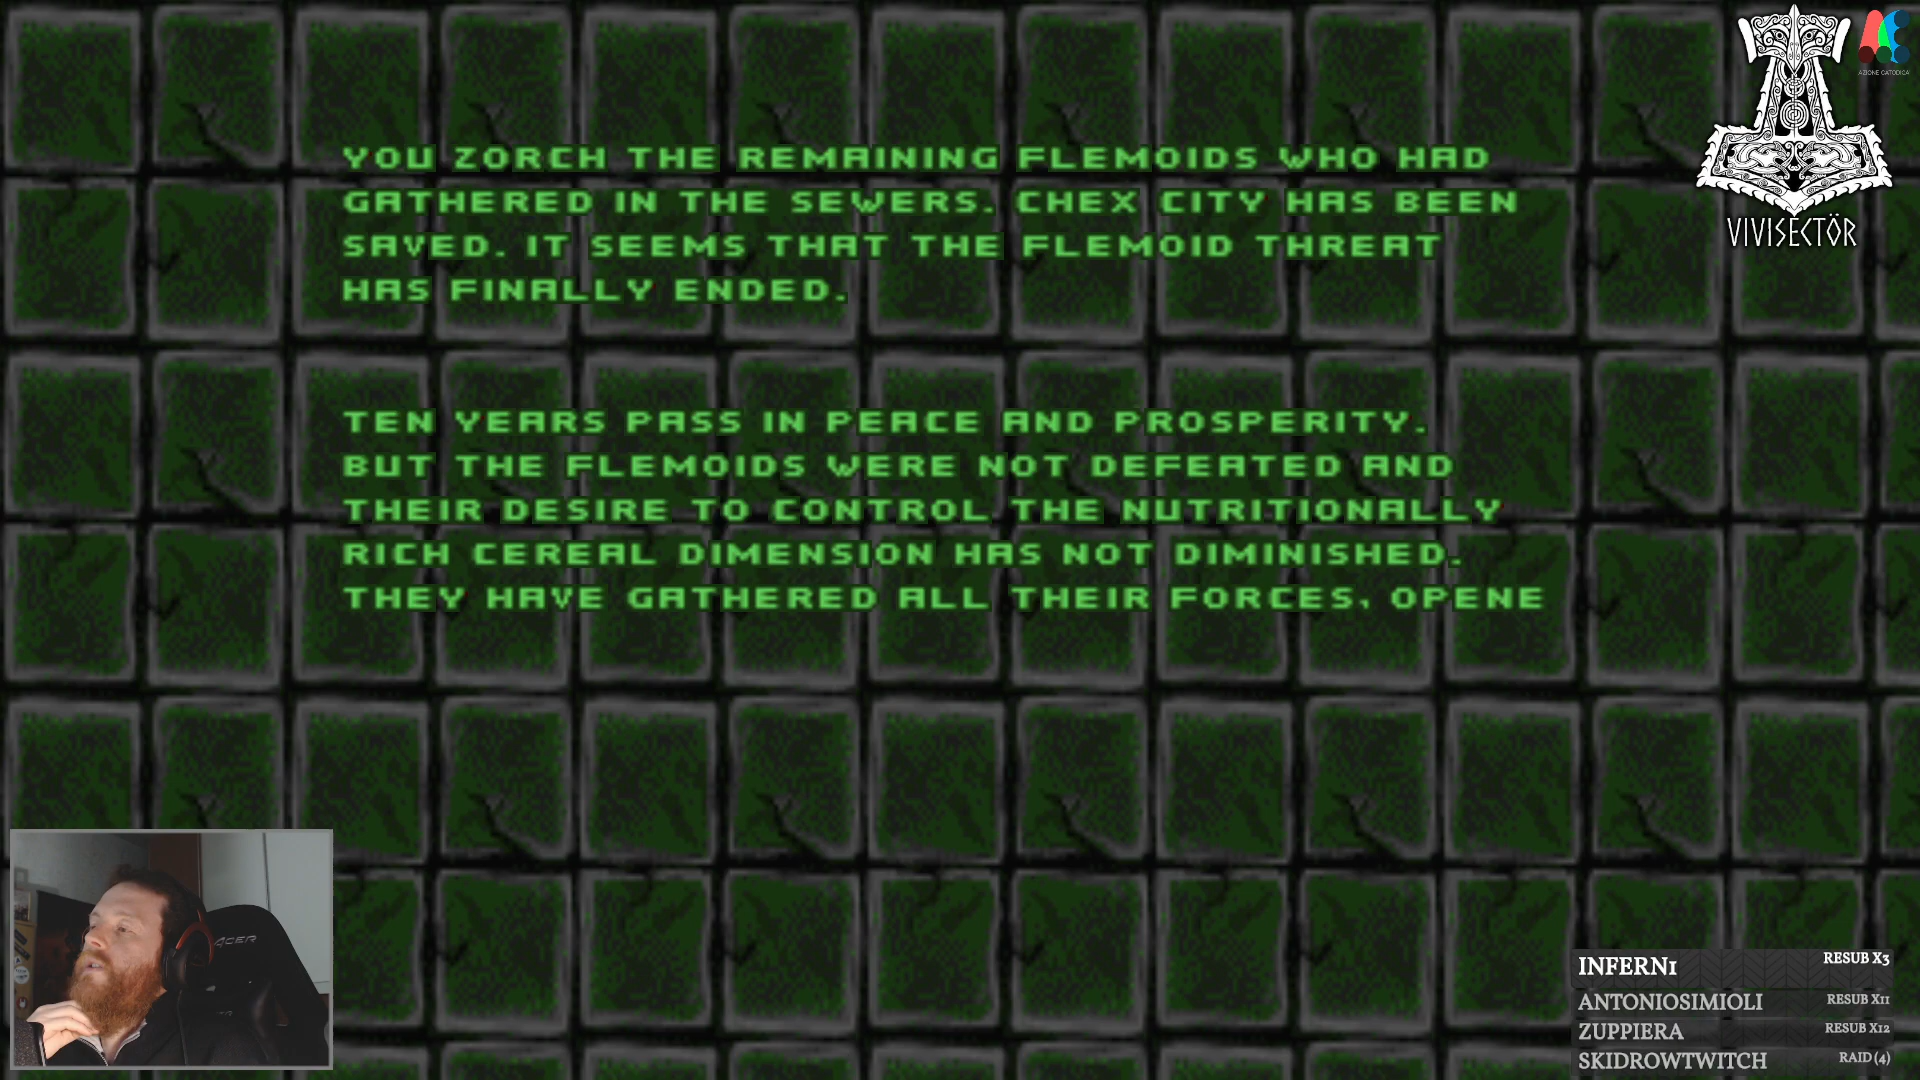 YOU ZORCH THE REMAINING FLEMOIDS WHO HAD
GATHERED IN THE SEWERS. CHEX CITY HAS BEEN
SAVED. IT SEEMS THAT THE FLEMOID THREAT
HAS FINALLY ENDED.
TEN YEARS PASS IN PEACE AND PROSPERITY.
BUT THE FLEMOIDS WERE NOT DEFEATED AND
THEIR DESIRE TO CONTROL THE NUTRITIONALLY
RICH CEREAL DIMENSION HAS NOT DIMINISHED.
THEY HAVE GATHERED ALL THEIR FORCES, OPENE
AZIONE CATODICA
VIVISECTÖR
ACER
INFERN1 RESUB X3
ANTONIOSIMIOLI RESUB X11
ZUPPIERA RESUB X12
SKIDROWTWITCH RAID (4)